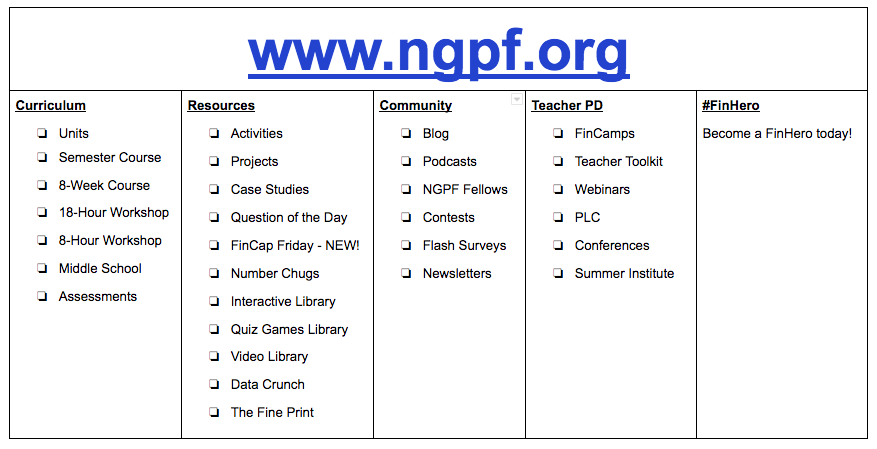 www.ngpf.org
Curriculum
Units
Semester Course
8-Week Course
18-Hour Workshop
8-Hour Workshop
Middle School
Assessments
Resources
Activities
Projects
Case Studies
Question of the Day
FinCap Friday - NEW!
Number Chugs
Interactive Library
Quiz Games Library
Video Library
Data Crunch
The Fine Print
Community
Blog
Podcasts
NGPF Fellows
Contests
Flash Surveys
Newsletters
Teacher PD
FinCamps
Teacher Toolkit
Webinars
PLC
Conferences
Summer Institute
#FinHero
Become a FinHero today!